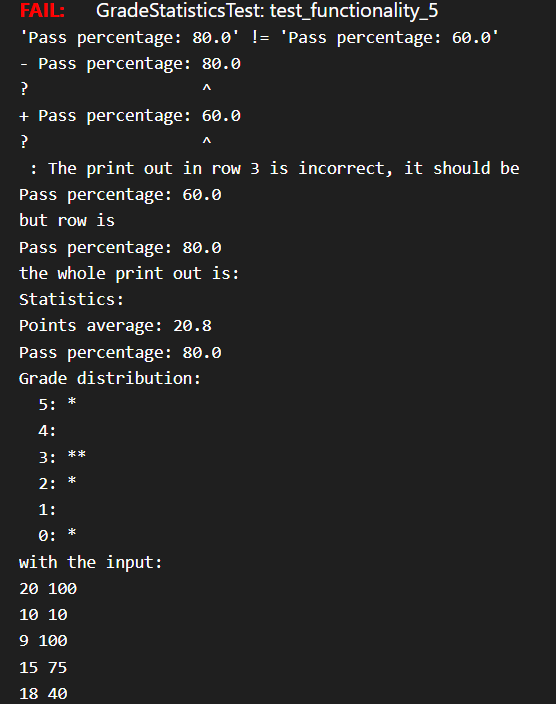 FAIL: GradeStatisticsTest: test_functionality_5
'Pass percentage: 80.0' != 'Pass percentage: 60.0'
- Pass percentage: 80.0
?                  ^
+ Pass percentage: 60.0
?                  ^
 : The print out in row 3 is incorrect, it should be
Pass percentage: 60.0
but row is
Pass percentage: 80.0
the whole print out is:
Statistics:
Points average: 20.8
Pass percentage: 80.0
Grade distribution:
  5: *
  4:
  3: **
  2: *
  1:
  0: *
with the input:
20 100
10 10
9 100
15 75
18 40